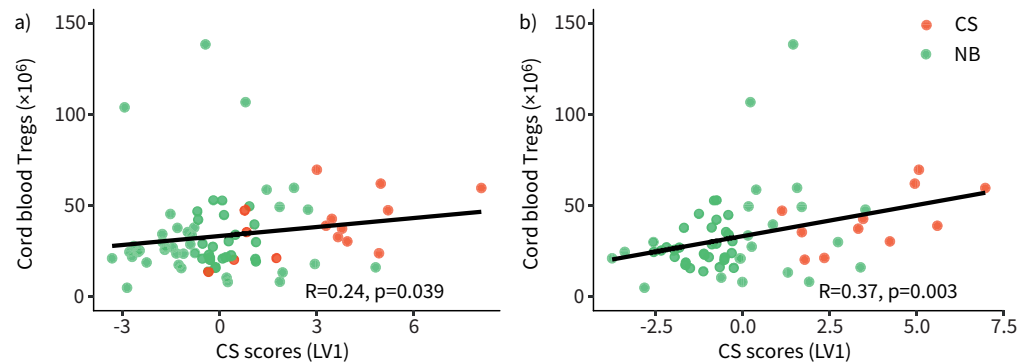 a)
150
100
50
0
Cord blood Tregs (×10⁶)
-3
0
3
6
CS scores (LV1)
R=0.24, p=0.039
b)
150
100
50
0
Cord blood Tregs (×10⁶)
-2.5
0.0
2.5
5.0
7.5
CS scores (LV1)
R=0.37, p=0.003
CS
NB